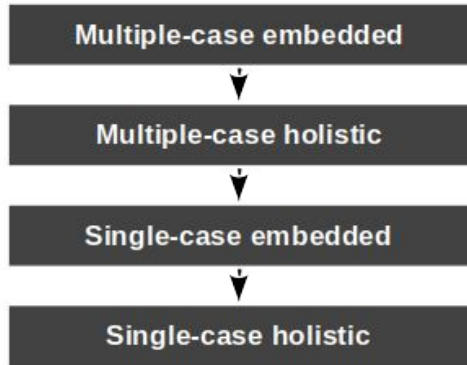 Multiple-case embedded
Multiple-case holistic
Single-case embedded
Single-case holistic